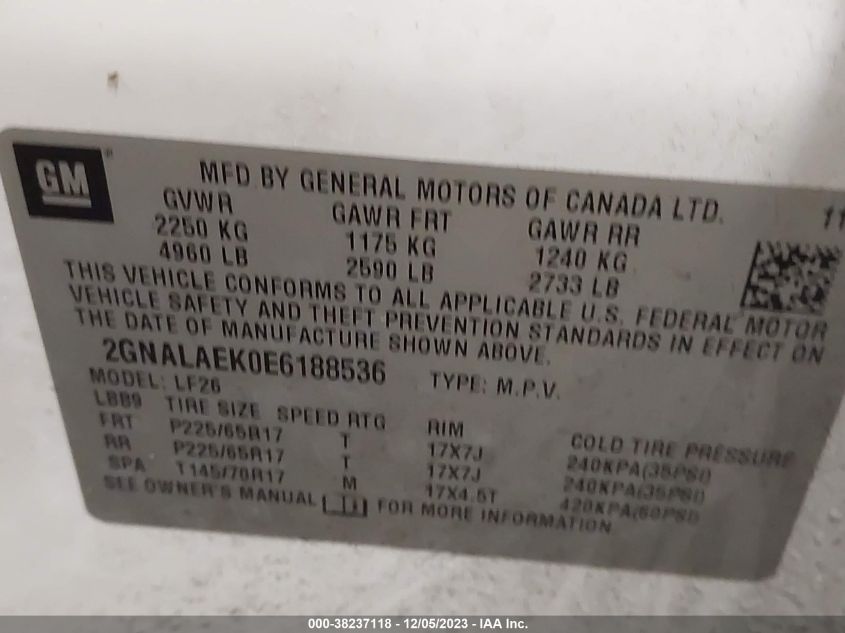 GM
MFD BY GENERAL MOTORS OF CANADA LTD. 11
GVWR GAWR FRT GAWR RR
2250 KG 1175 KG 1240 KG
4960 LB 2590 LB 2733 LB
THIS VEHICLE CONFORMS TO ALL APPLICABLE U.S. FEDERAL MOTOR
VEHICLE SAFETY AND THEFT PREVENTION STANDARDS IN EFFECT ON
THE DATE OF MANUFACTURE SHOWN ABOVE.
2GNALAEK0E6188536 TYPE: M.P.V.
MODEL: LF26
LBB9 TIRE SIZE SPEED RTG RIM COLD TIRE PRESSURE
FRT P225/65R17 T 17X7J 240KPA(35PSI)
RR P225/65R17 T 17X7J 240KPA(35PSI)
SPA T145/70R17 M 17X4.5T 420KPA(60PSI)
SEE OWNER'S MANUAL FOR MORE INFORMATION
000-38237118 - 12/05/2023 - IAA Inc.